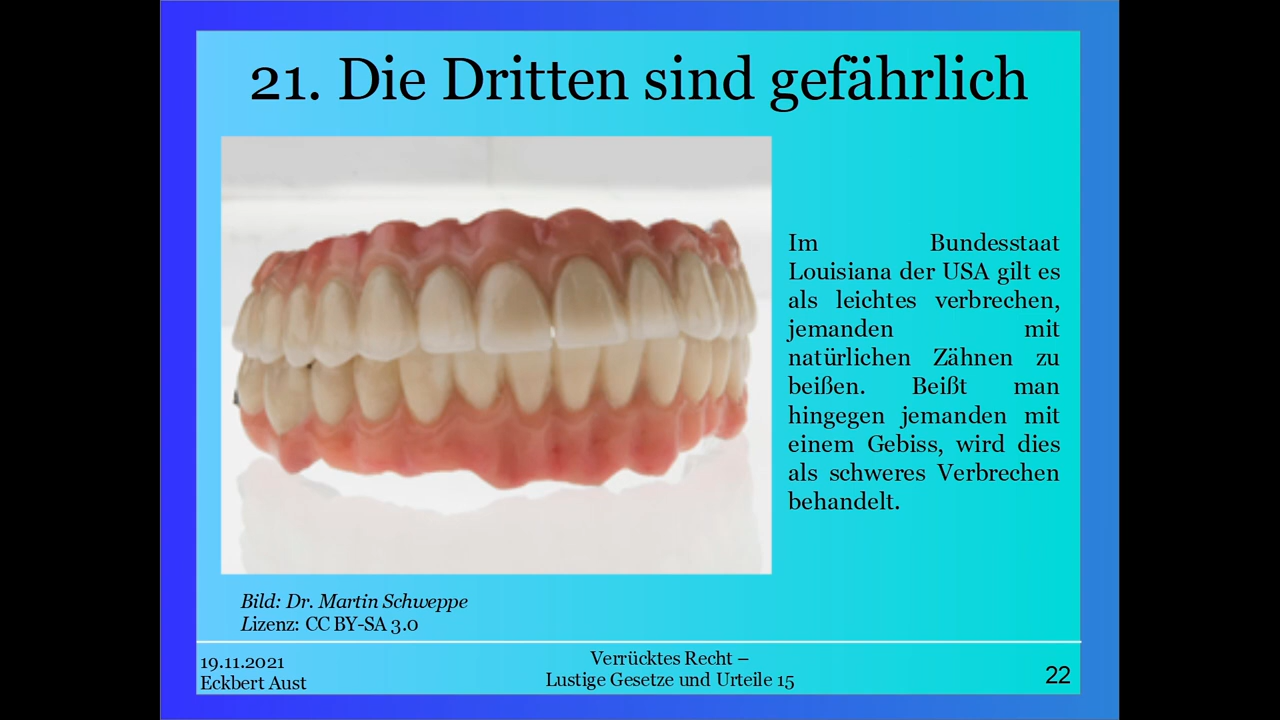 21. Die Dritten sind gefährlich
Im Bundesstaat
Louisiana der USA gilt es
als leichtes verbrechen,
jemanden mit
natürlichen Zähnen zu
beißen. Beißt man
hingegen jemanden mit
einem Gebiss, wird dies
als schweres Verbrechen
behandelt.
Bild: Dr. Martin Schweppe
Lizenz: CC BY-SA 3.0
19.11.2021
Eckbert Aust
Verrücktes Recht –
Lustige Gesetze und Urteile 15
22